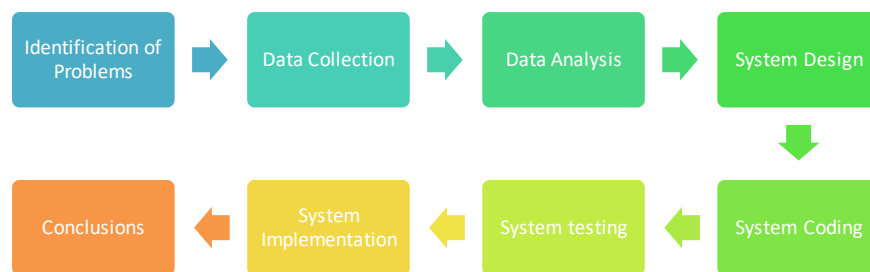 Identification of
Problems
Data Collection
Data Analysis
System Design
System Coding
System testing
System
Implementation
Conclusions